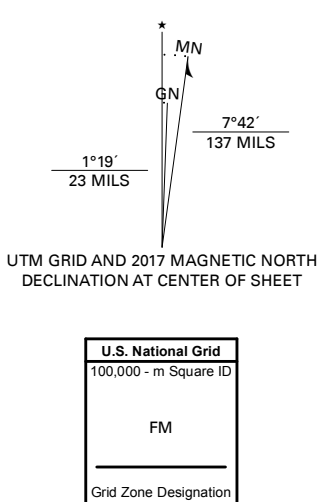 ★
MN
GN
7°42´
137 MILS
1°19´
23 MILS
UTM GRID AND 2017 MAGNETIC NORTH
DECLINATION AT CENTER OF SHEET
U.S. National Grid
100,000 - m Square ID
FM
Grid Zone Designation